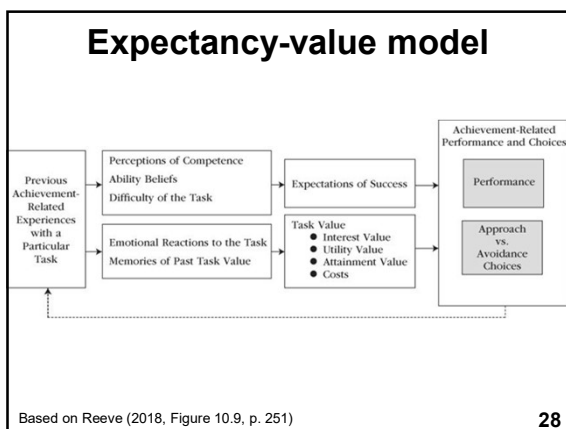 Expectancy-value model
Previous
Achievement-
Related
Experiences
with a
Particular
Task
Perceptions of Competence
Ability Beliefs
Difficulty of the Task
Emotional Reactions to the Task
Memories of Past Task Value
Expectations of Success
Task Value
● Interest Value
● Utility Value
● Attainment Value
● Costs
Achievement-Related
Performance and Choices
Performance
Approach
vs.
Avoidance
Choices
Based on Reeve (2018, Figure 10.9, p. 251)
28